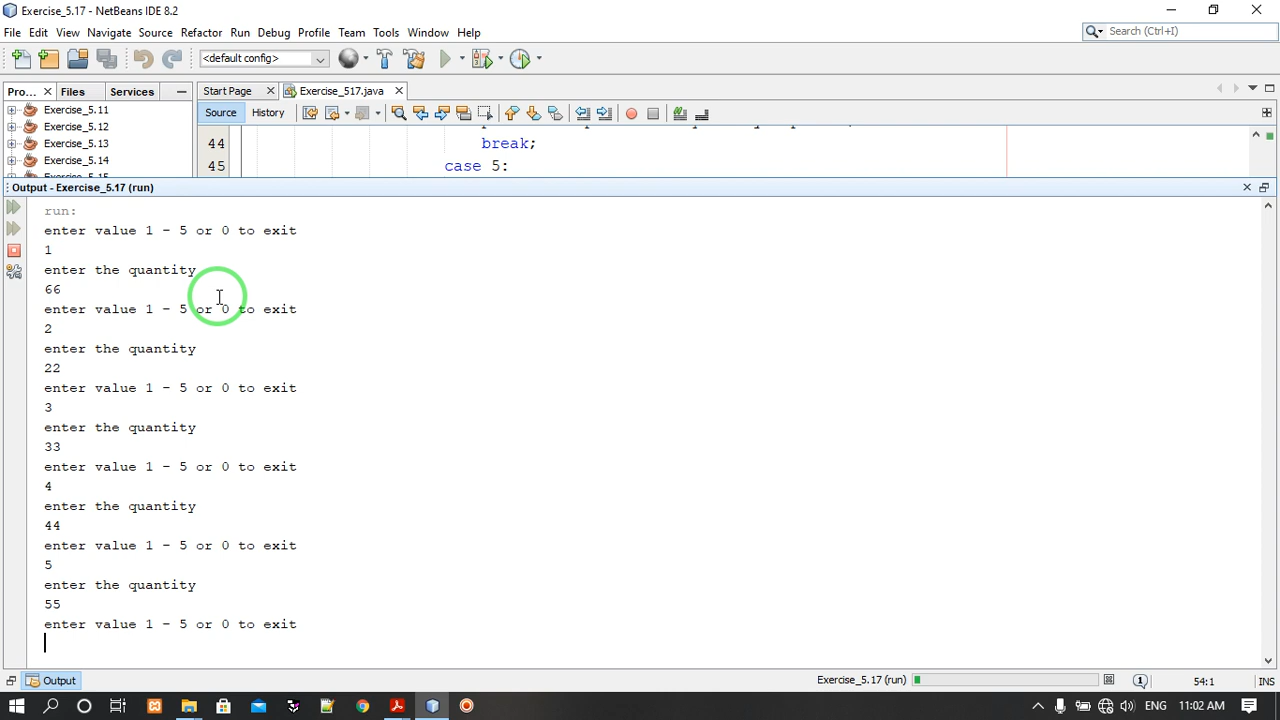 Exercise_5.17 - NetBeans IDE 8.2
File Edit View Navigate Source Refactor Run Debug Profile Team Tools Window Help
Search (Ctrl+I)
<default config>
Pro... Files Services
Start Page Exercise_517.java
Source History
Exercise_5.11
Exercise_5.12
Exercise_5.13
Exercise_5.14
44 break;
45 case 5:
Output - Exercise_5.17 (run)
run:
enter value 1 - 5 or 0 to exit
1
enter the quantity
66
enter value 1 - 5 or 0 to exit
2
enter the quantity
22
enter value 1 - 5 or 0 to exit
3
enter the quantity
33
enter value 1 - 5 or 0 to exit
4
enter the quantity
44
enter value 1 - 5 or 0 to exit
5
enter the quantity
55
enter value 1 - 5 or 0 to exit
Output
Exercise_5.17 (run)
54:1
INS
ENG
11:02 AM